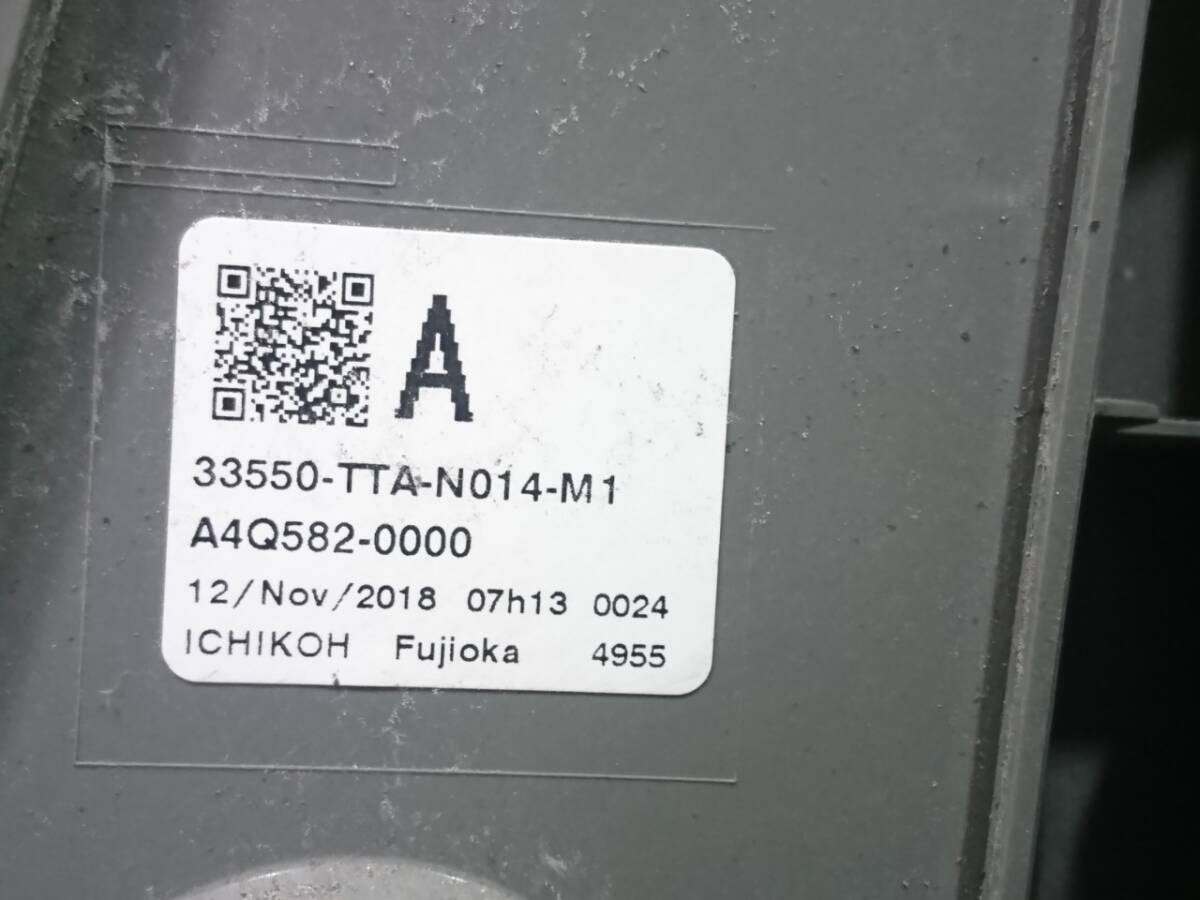 A
33550-TTA-N014-M1
A4Q582-0000
12/Nov/2018 07h13 0024
ICHIKOH Fujioka 4955